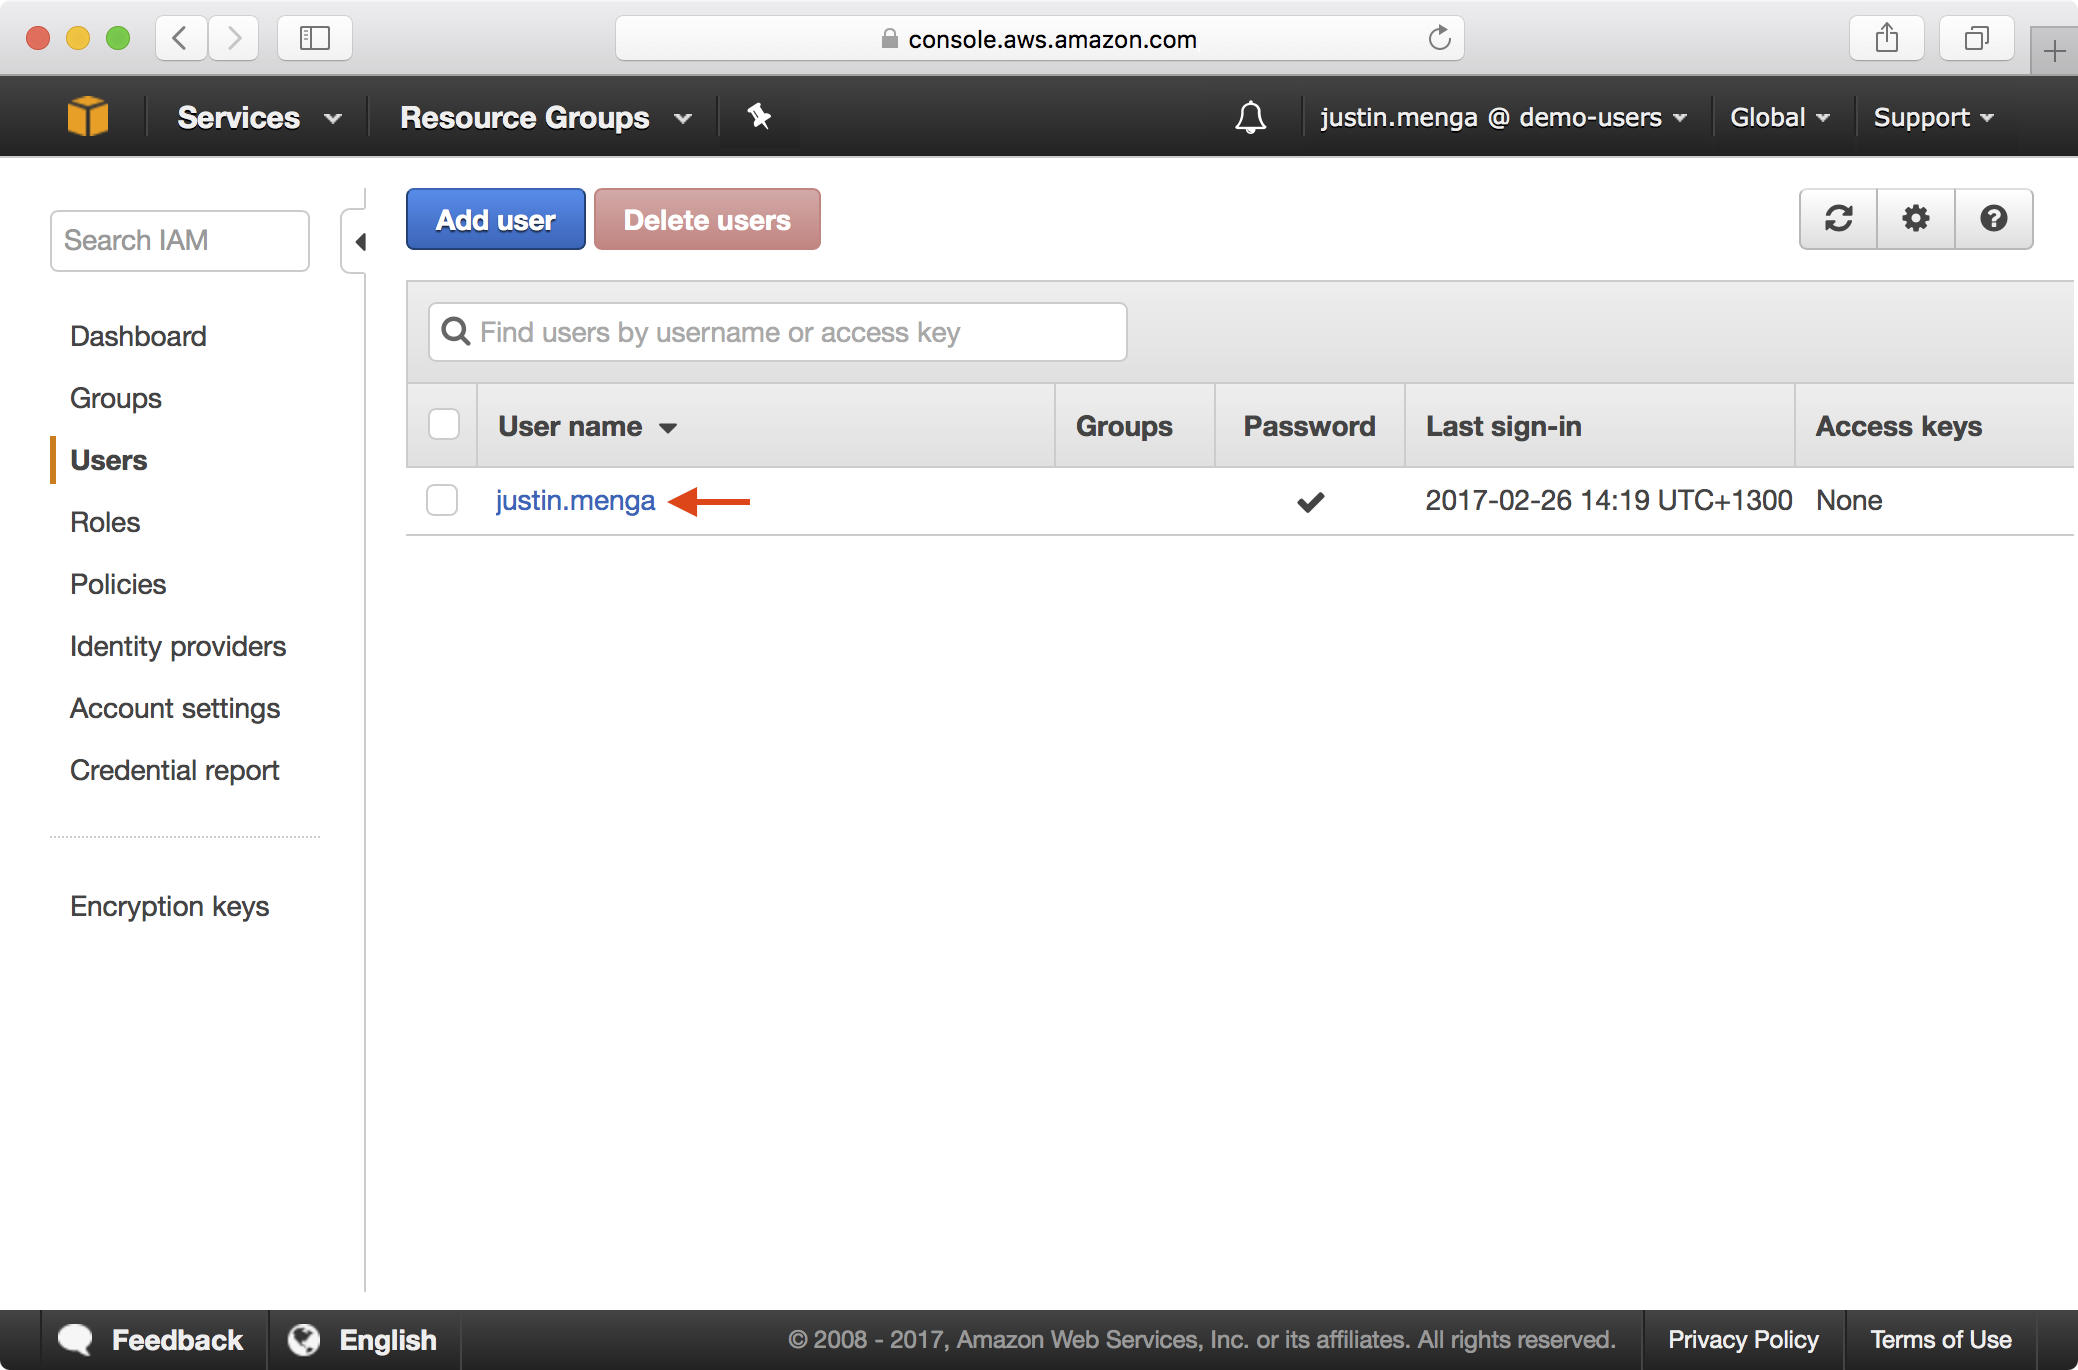 console.aws.amazon.com
Services Resource Groups justin.menga @ demo-users Global Support
Search IAM
Dashboard
Groups
Users
Roles
Policies
Identity providers
Account settings
Credential report
Encryption keys
Add user Delete users
Find users by username or access key
User name Groups Password Last sign-in Access keys
justin.menga 2017-02-26 14:19 UTC+1300 None
Feedback English © 2008 - 2017, Amazon Web Services, Inc. or its affiliates. All rights reserved. Privacy Policy Terms of Use